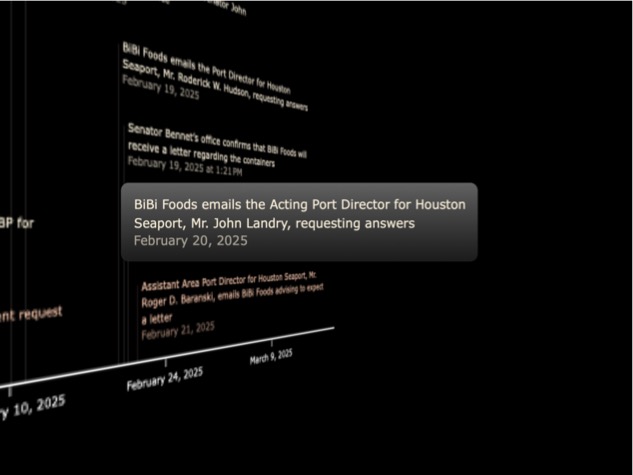 John
BiBi Foods emails the Port Director for Houston
Seaport, Mr. Roderick W. Hudson, requesting answers
February 19, 2025
Senator Bennet's office confirms that BiBi Foods will
receive a letter regarding the containers
February 19, 2025 at 1:21PM
BiBi Foods emails the Acting Port Director for Houston
Seaport, Mr. John Landry, requesting answers
February 20, 2025
BP for
Assistant Area Port Director for Houston Seaport, Mr.
Roger D. Baranski, emails BiBi Foods advising to expect
a letter
February 21, 2025
nt request
March 9, 2025
February 24, 2025
y 10, 2025